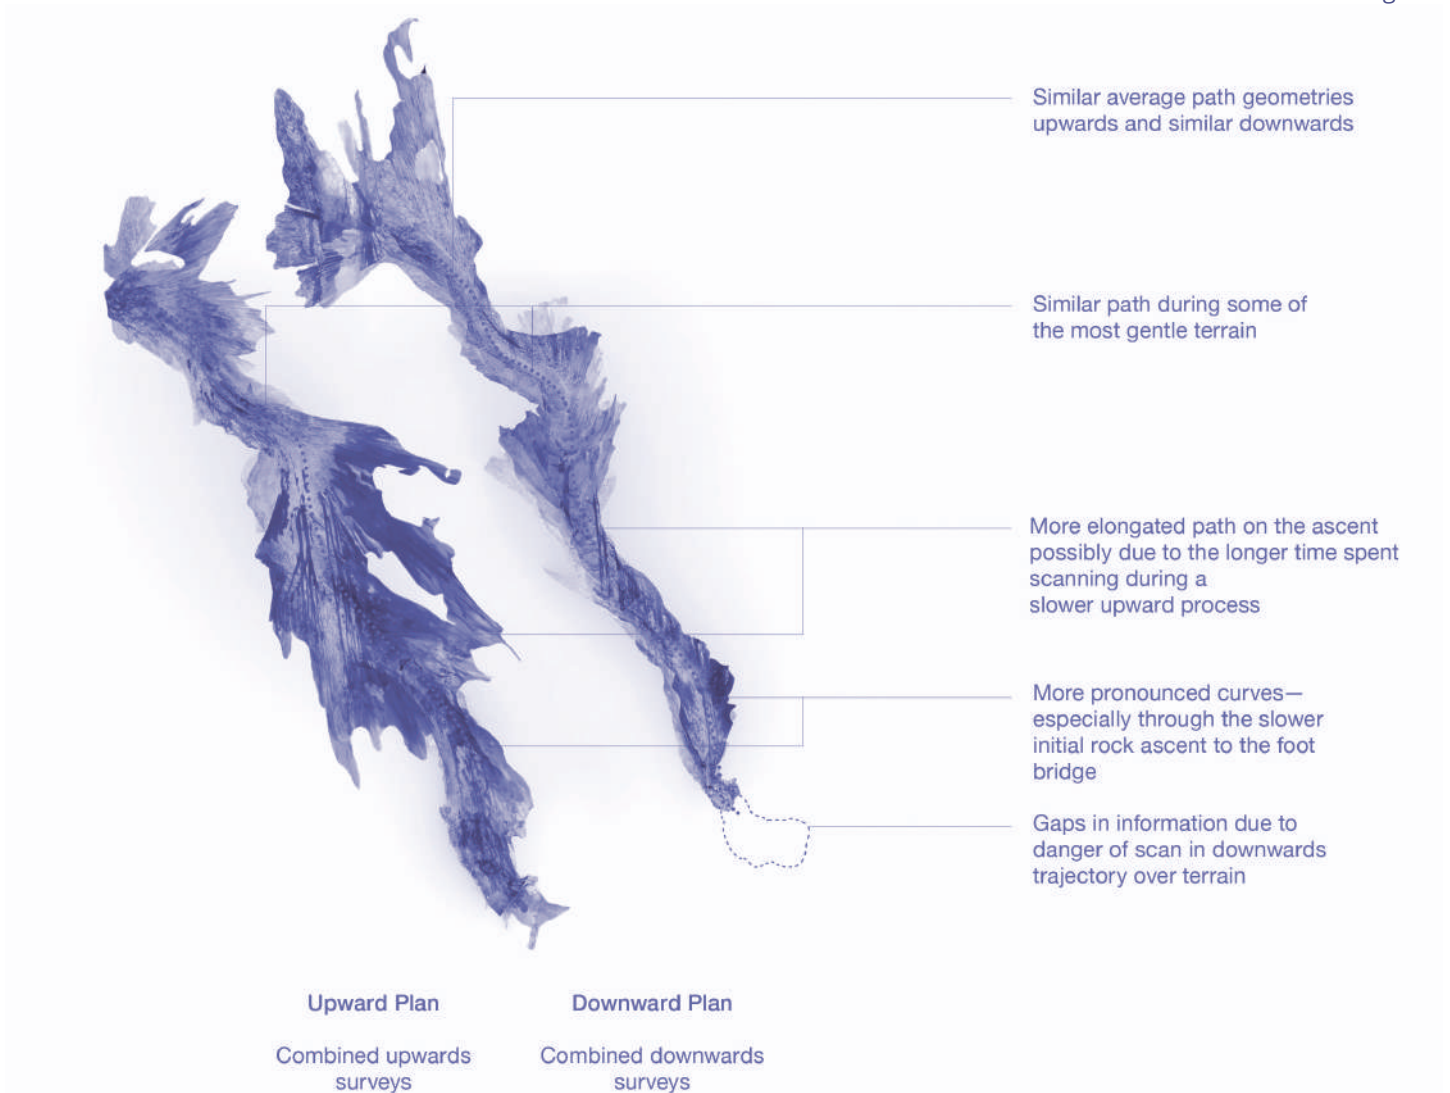 Similar average path geometries
upwards and similar downwards
Similar path during some of
the most gentle terrain
More elongated path on the ascent
possibly due to the longer time spent
scanning during a
slower upward process
More pronounced curves—
especially through the slower
initial rock ascent to the foot
bridge
Gaps in information due to
danger of scan in downwards
trajectory over terrain
Upward Plan
Combined upwards
surveys
Downward Plan
Combined downwards
surveys